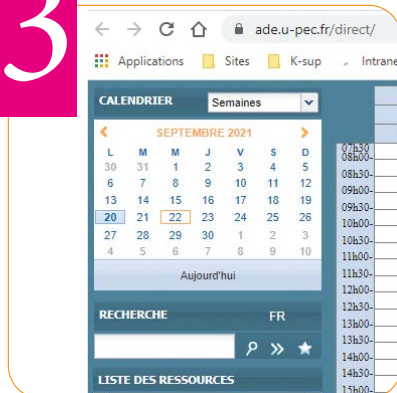 3
ade.u-pec.fr/direct/
Applications Sites K-sup Intrane
CALENDRIER Semaines
SEPTEMBRE 2021
L M M J V S D
30 31 1 2 3 4 5
6 7 8 9 10 11 12
13 14 15 16 17 18 19
20 21 22 23 24 25 26
27 28 29 30 1 2 3
4 5 6 7 8 9 10
Aujourd'hui
RECHERCHE FR
LISTE DES RESSOURCES
07h30
08h00
08h30
09h00
09h30
10h00
10h30
11h00
11h30
12h00
12h30
13h00
13h30
14h00
14h30
15h00